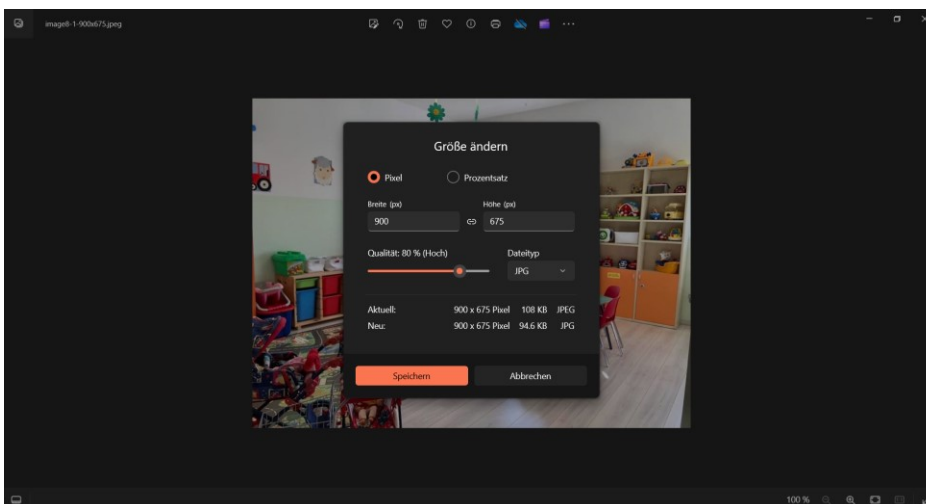 image8-1-900x675.jpeg
Größe ändern
Pixel Prozentsatz
Breite (px) Höhe (px)
900 675
Qualität: 80 % (Hoch) Dateityp
JPG
Aktuell: 900 x 675 Pixel 108 KB JPEG
Neu: 900 x 675 Pixel 94.6 KB JPG
Speichern Abbrechen
100 %